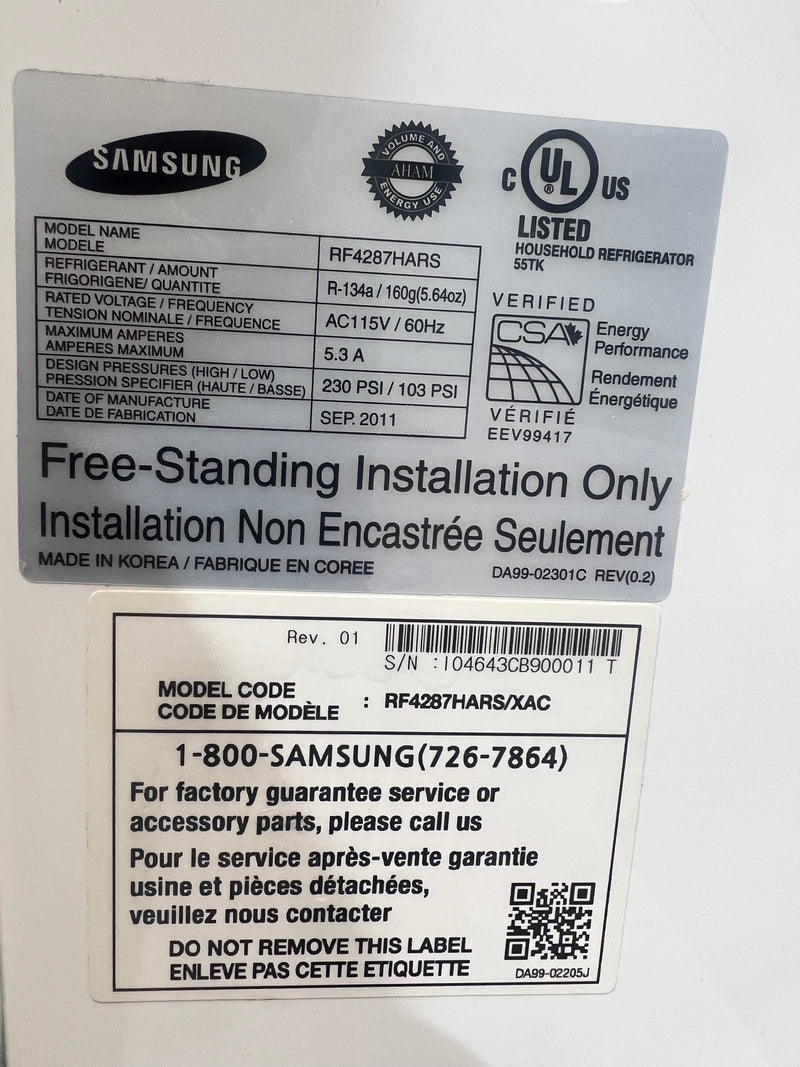 SAMSUNG
VOLUME AND
AHAM
ENERGY USE
C UL® US
LISTED
HOUSEHOLD REFRIGERATOR
55TK
MODEL NAME
MODELE
RF4287HARS
REFRIGERANT / AMOUNT
FRIGORIGENE/ QUANTITE
R-134a / 160g(5.64oz)
RATED VOLTAGE / FREQUENCY
TENSION NOMINALE / FREQUENCE
AC115V / 60Hz
MAXIMUM AMPERES
AMPERES MAXIMUM
5.3 A
DESIGN PRESSURES (HIGH / LOW)
PRESSION SPECIFIER (HAUTE / BASSE)
230 PSI / 103 PSI
DATE OF MANUFACTURE
DATE DE FABRICATION
SEP. 2011
VERIFIED
CSA
Energy
Performance
Rendement
Énergétique
VÉRIFIÉ
EEV99417
Free-Standing Installation Only
Installation Non Encastrée Seulement
MADE IN KOREA / FABRIQUE EN COREE
DA99-02301C REV(0.2)
Rev. 01
S/N :I04643CB900011 T
MODEL CODE
CODE DE MODÈLE : RF4287HARS/XAC
1-800-SAMSUNG(726-7864)
For factory guarantee service or
accessory parts, please call us
Pour le service après-vente garantie
usine et pièces détachées,
veuillez nous contacter
DO NOT REMOVE THIS LABEL
ENLEVE PAS CETTE ETIQUETTE
DA99-02205J